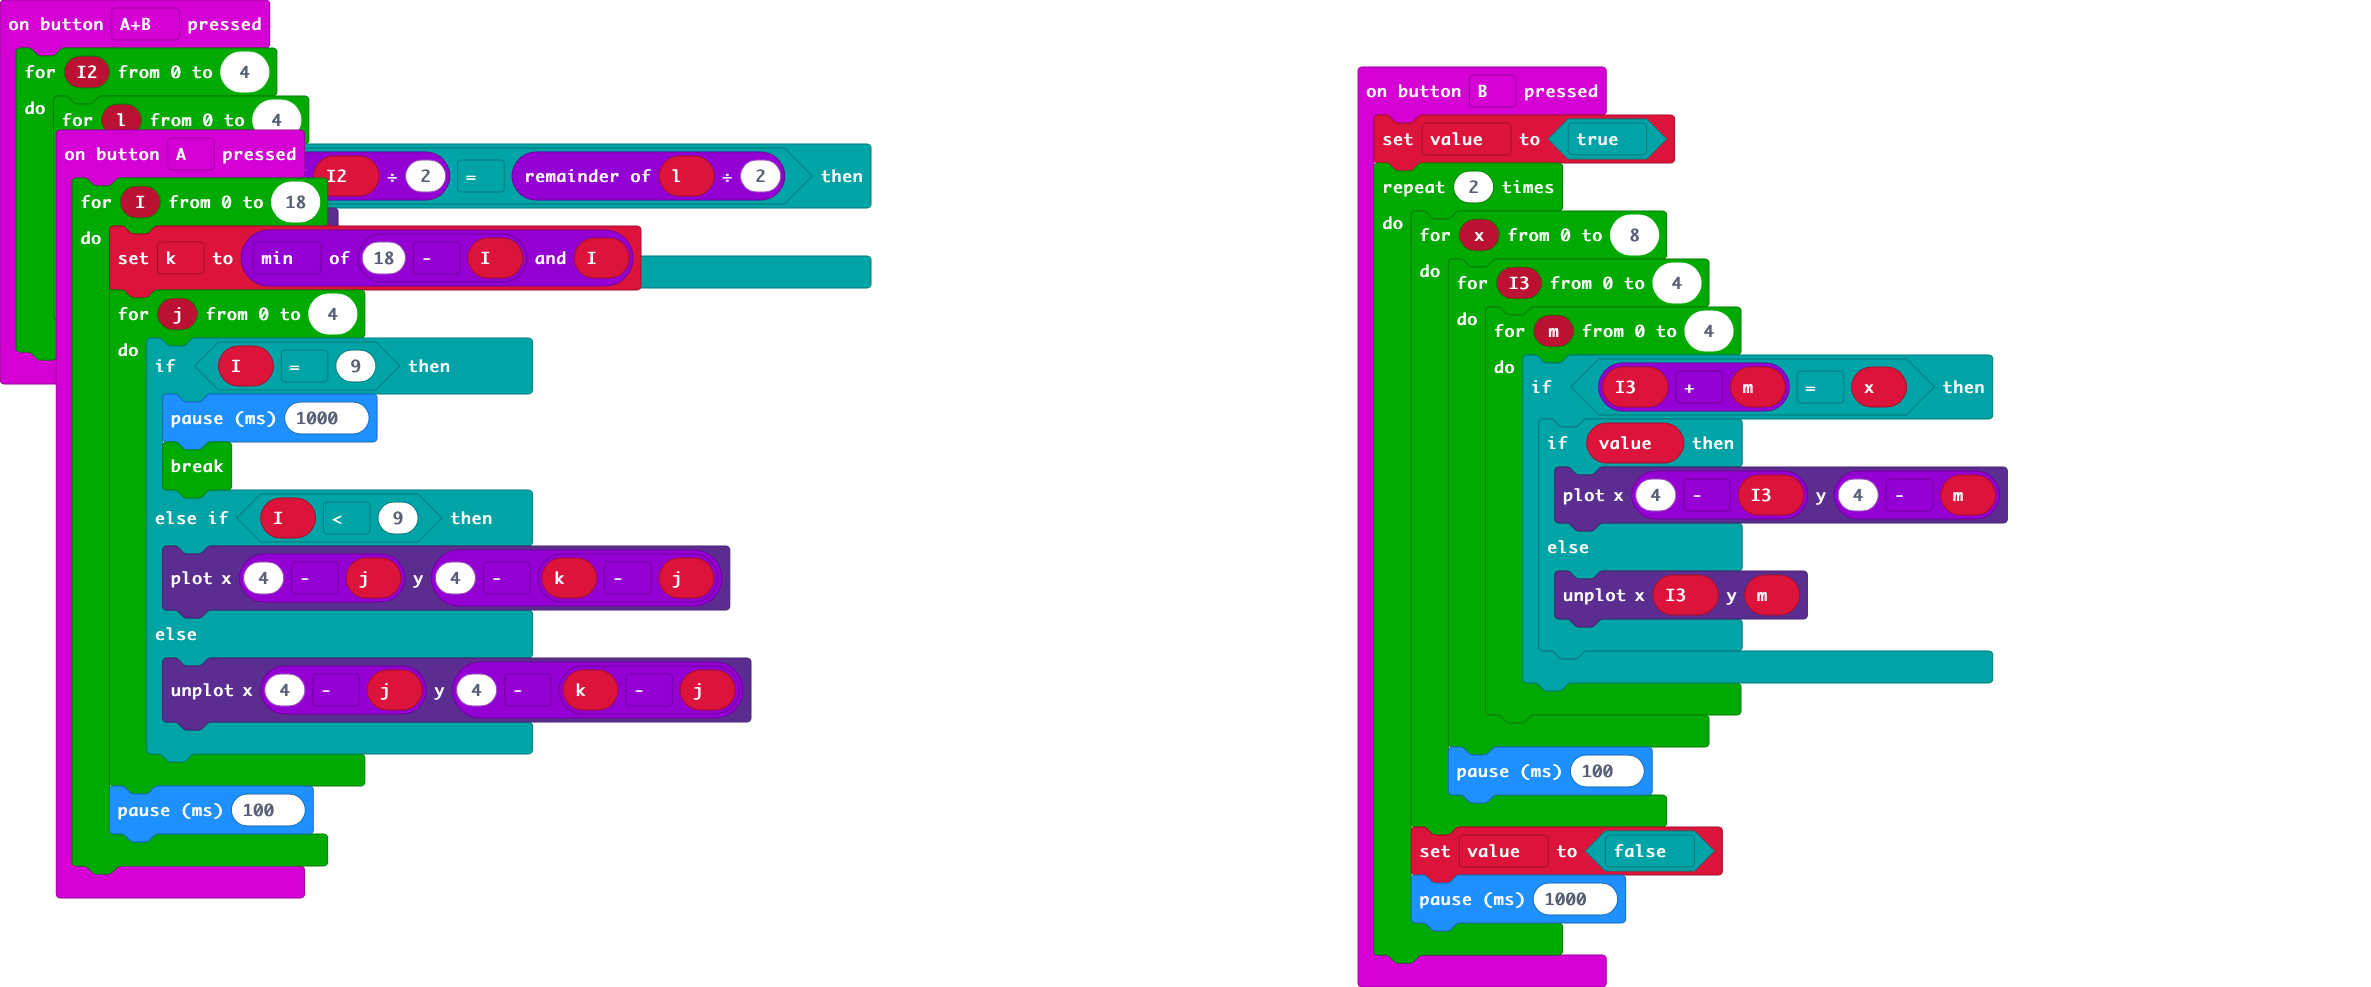 on button A+B pressed
for I2 from 0 to 4
do for l from 0 to 4
I2 ÷ 2 = remainder of l ÷ 2 then
on button A pressed
for I from 0 to 18
do
set k to min of 18 - I and I
for j from 0 to 4
do
if I = 9 then
pause (ms) 1000
break
else if I < 9 then
plot x 4 - j y 4 - k - j
else
unplot x 4 - j y 4 - k - j
pause (ms) 100
on button B pressed
set value to true
repeat 2 times
do
for x from 0 to 8
do
for I3 from 0 to 4
do
for m from 0 to 4
do
if I3 + m = x then
if value then
plot x 4 - I3 y 4 - m
else
unplot x I3 y m
pause (ms) 100
set value to false
pause (ms) 1000